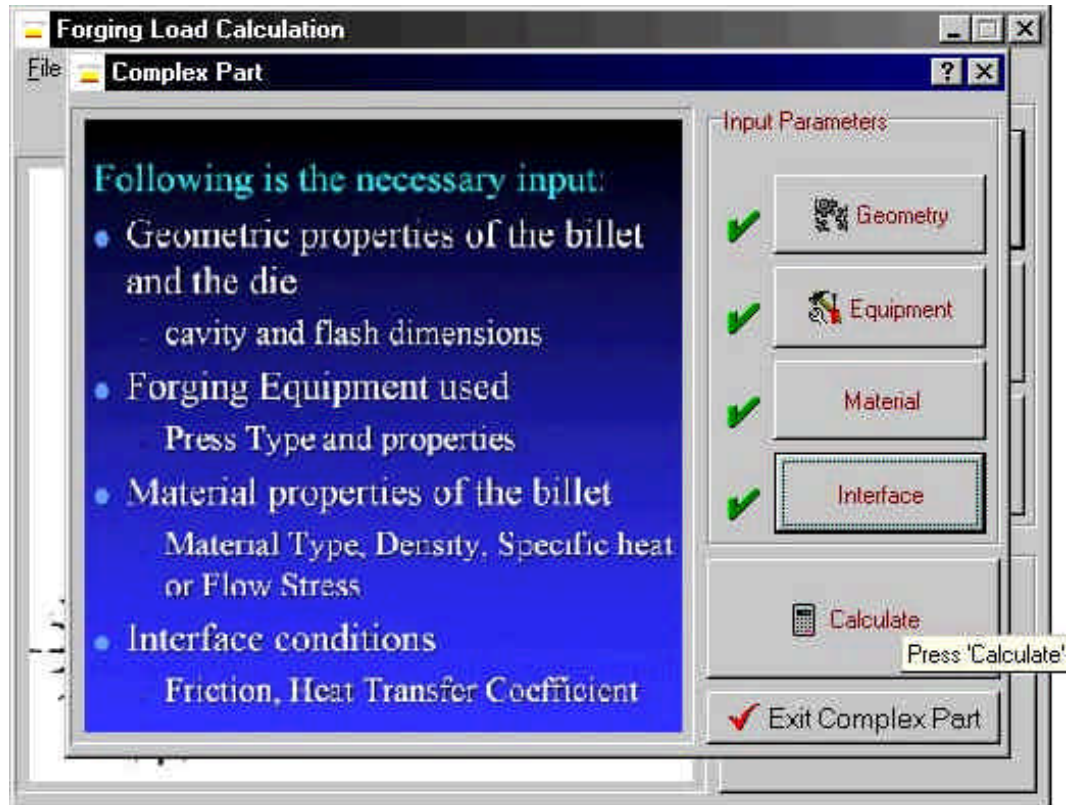 Forging Load Calculation
File
Complex Part
Following is the necessary input:
Geometric properties of the billet
and the die
cavity and flash dimensions
Forging Equipment used
Press Type and properties
Material properties of the billet
Material Type, Density, Specific heat
or Flow Stress
Interface conditions
Friction, Heat Transfer Coefficient
Input Parameters
Geometry
Equipment
Material
Interface
Calculate
Press 'Calculate'
Exit Complex Part